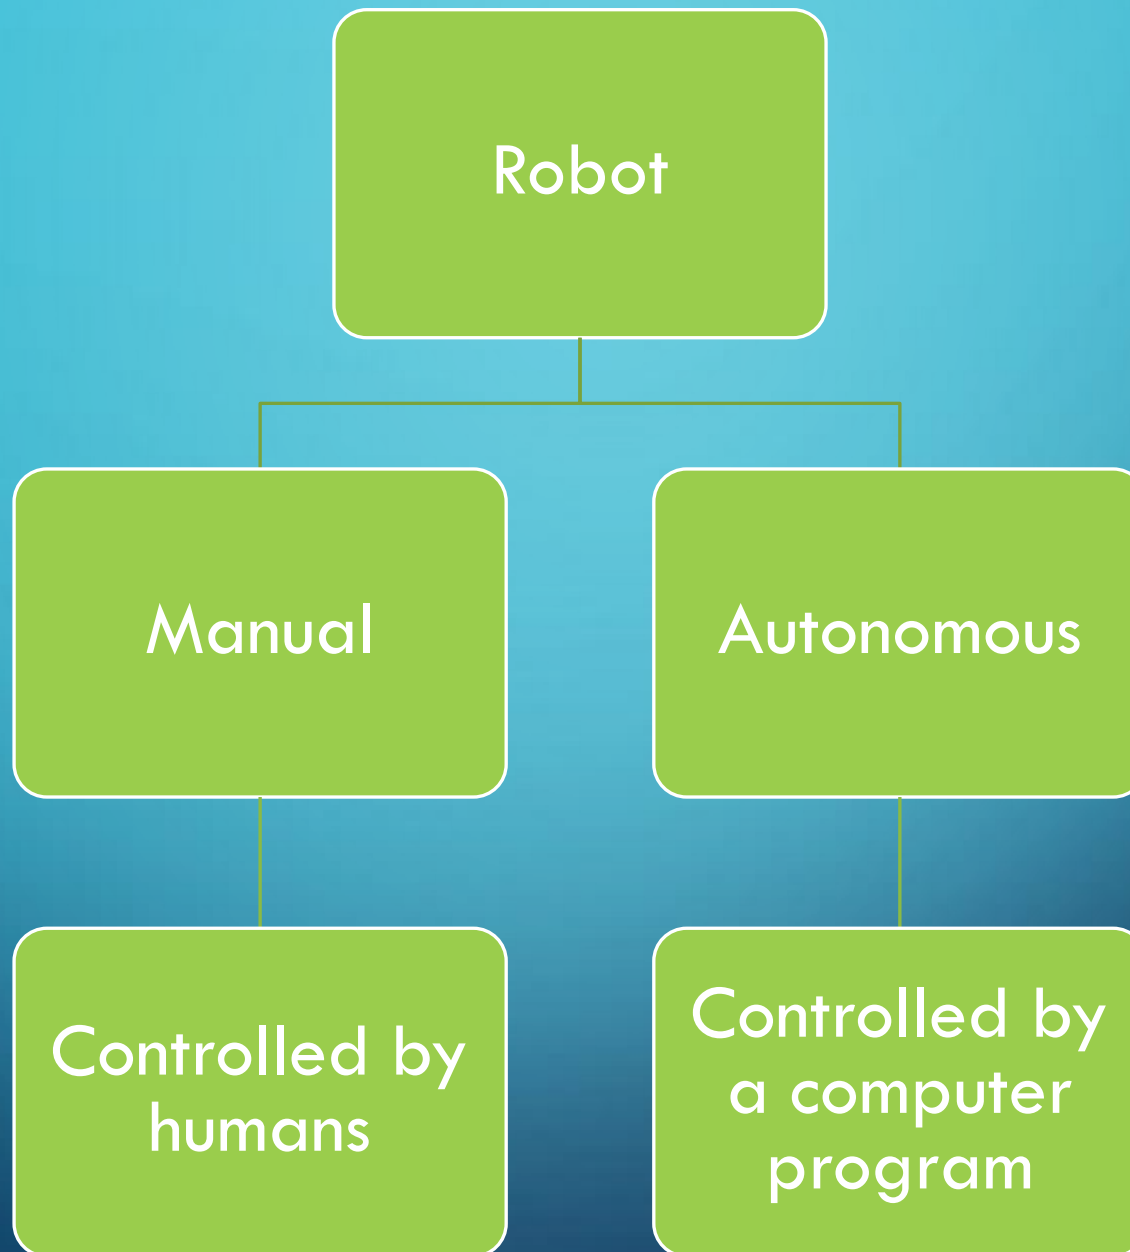 Robot
Manual
Autonomous
Controlled by
humans
Controlled by
a computer
program